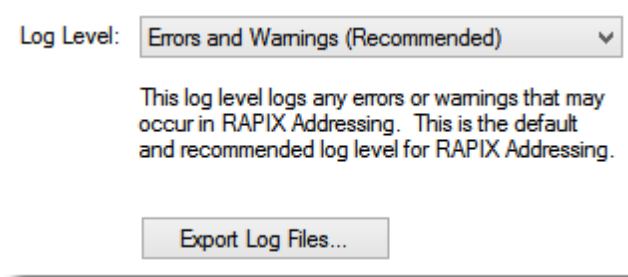 Log Level: Errors and Warnings (Recommended)
This log level logs any errors or warnings that may
occur in RAPIX Addressing. This is the default
and recommended log level for RAPIX Addressing.
Export Log Files...